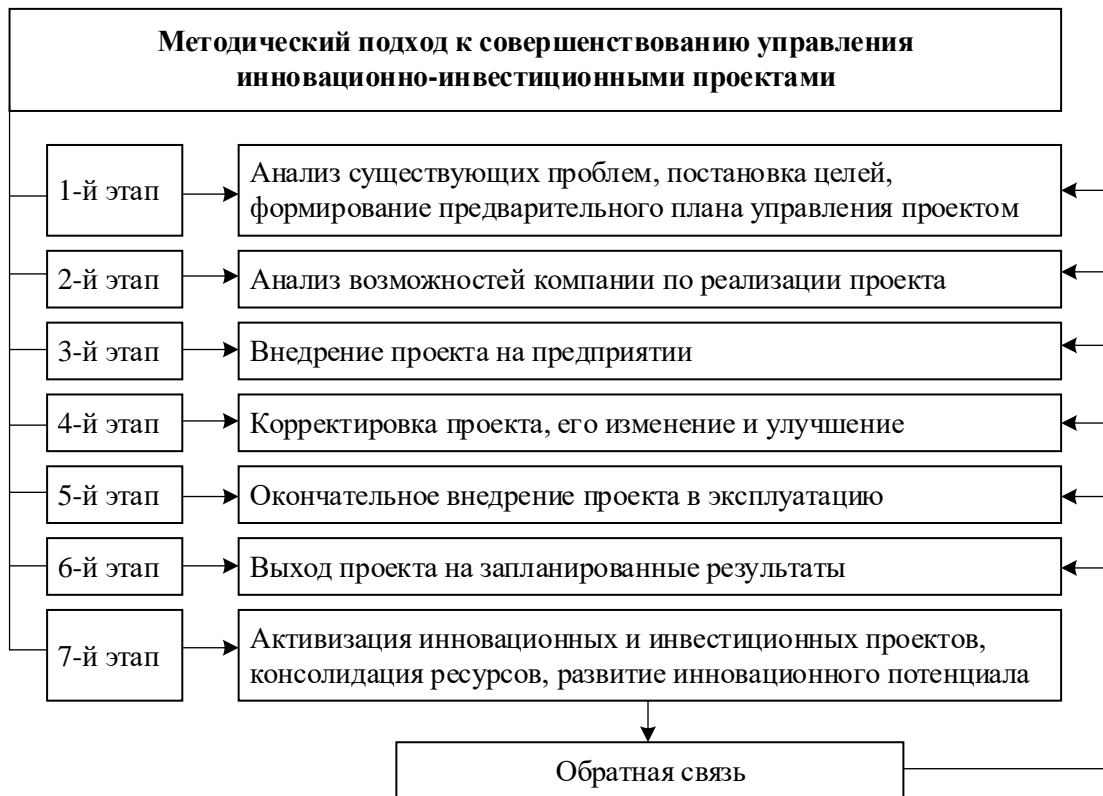 Методический подход к совершенствованию управления
инновационно-инвестиционными проектами
1-й этап
Анализ существующих проблем, постановка целей,
формирование предварительного плана управления проектом
2-й этап
Анализ возможностей компании по реализации проекта
3-й этап
Внедрение проекта на предприятии
4-й этап
Корректировка проекта, его изменение и улучшение
5-й этап
Окончательное внедрение проекта в эксплуатацию
6-й этап
Выход проекта на запланированные результаты
7-й этап
Активизация инновационных и инвестиционных проектов,
консолидация ресурсов, развитие инновационного потенциала
Обратная связь